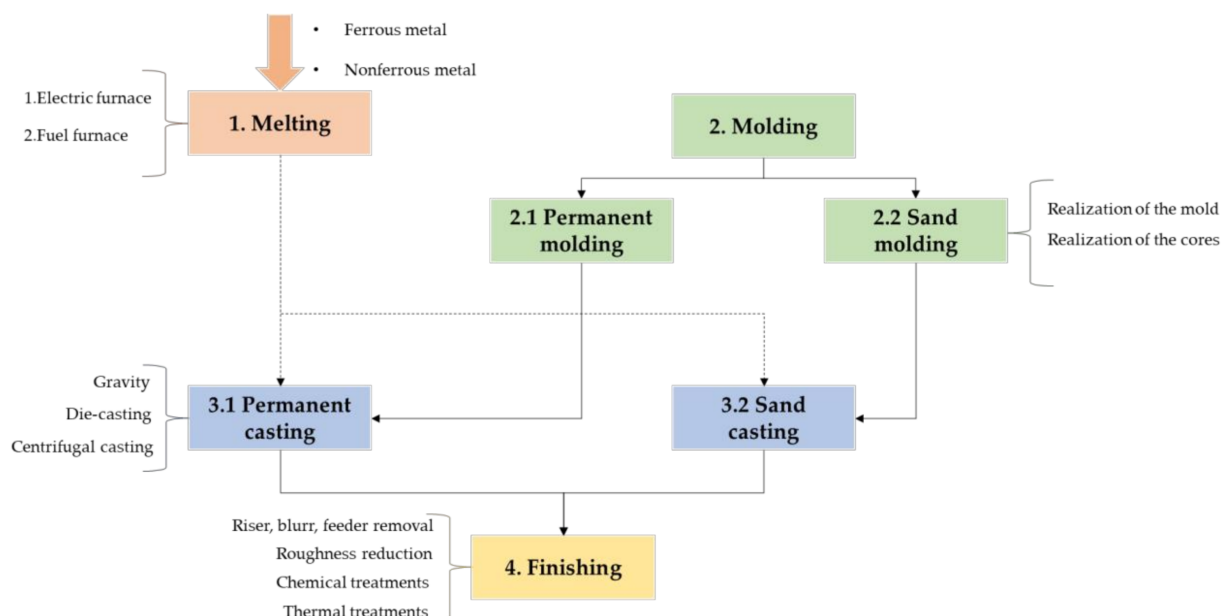 • Ferrous metal
• Nonferrous metal
1.Electric furnace
2.Fuel furnace
1. Melting
2. Molding
2.1 Permanent
molding
2.2 Sand
molding
Realization of the mold
Realization of the cores
Gravity
Die-casting
Centrifugal casting
3.1 Permanent
casting
3.2 Sand
casting
Riser, blurr, feeder removal
Roughness reduction
Chemical treatments
Thermal treatments
4. Finishing